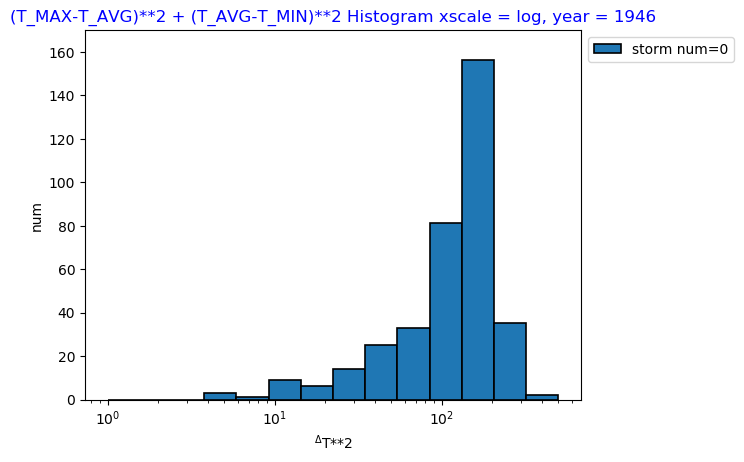 (T_MAX-T_AVG)**2 + (T_AVG-T_MIN)**2 Histogram xscale = log, year = 1946
storm num=0
160
140
120
100
80
60
40
20
0
num
10⁰ 10¹ 10²
ᐃT**2